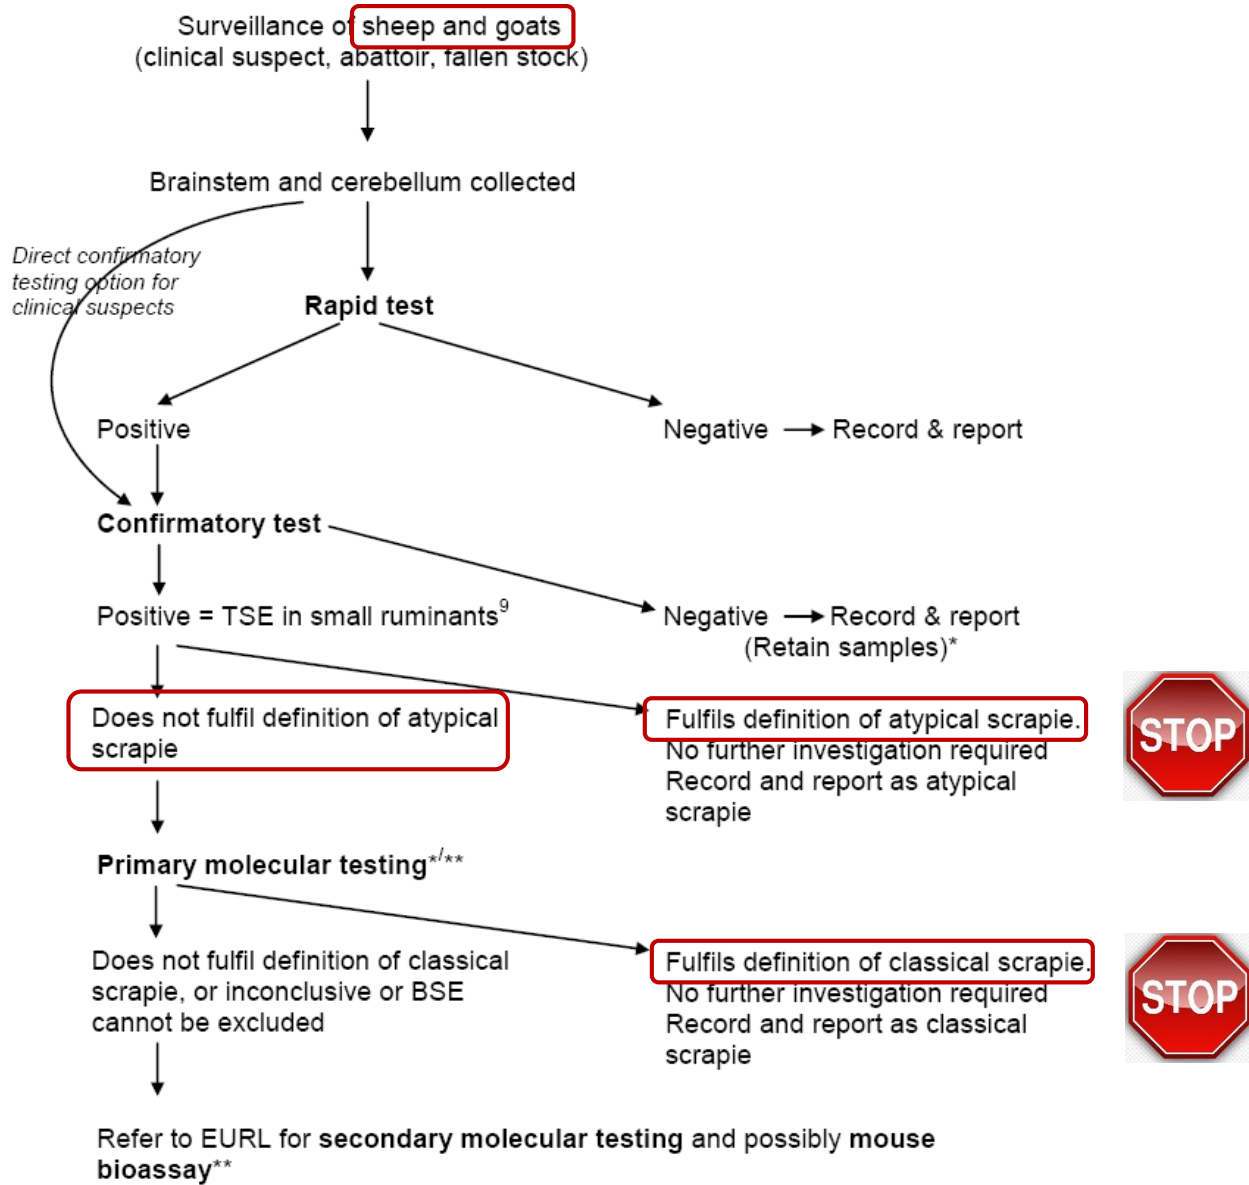 Surveillance of sheep and goats
(clinical suspect, abattoir, fallen stock)
Brainstem and cerebellum collected
Direct confirmatory
testing option for
clinical suspects
Rapid test
Positive
Negative → Record & report
Confirmatory test
Positive = TSE in small ruminants⁹
Negative → Record & report
(Retain samples)*
Does not fulfil definition of atypical
scrapie
Fulfils definition of atypical scrapie.
No further investigation required
Record and report as atypical
scrapie
STOP
Primary molecular testing*/**
Does not fulfil definition of classical
scrapie, or inconclusive or BSE
cannot be excluded
Fulfils definition of classical scrapie.
No further investigation required
Record and report as classical
scrapie
STOP
Refer to EURL for secondary molecular testing and possibly mouse
bioassay**